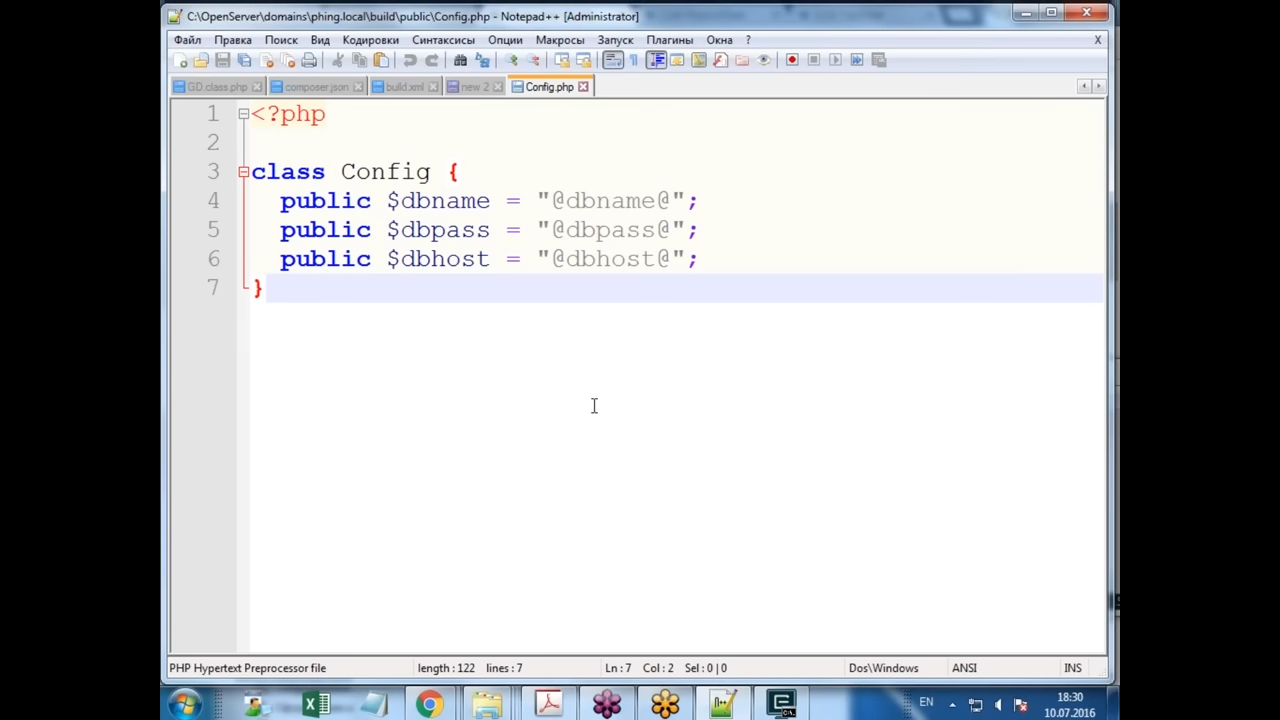 C:\OpenServer\domains\phing.local\build\public\Config.php - Notepad++ [Administrator]
Файл Правка Поиск Вид Кодировки Синтаксисы Опции Макросы Запуск Плагины Окна ? X
GD.class.php composer.json build.xml new 2 Config.php
1 <?php
2
3 class Config {
4 public $dbname = "@dbname@";
5 public $dbpass = "@dbpass@";
6 public $dbhost = "@dbhost@";
7 }
PHP Hypertext Preprocessor file length : 122 lines : 7 Ln : 7 Col : 2 Sel : 0 | 0 Dos\Windows ANSI INS
EN 18:30
10.07.2016